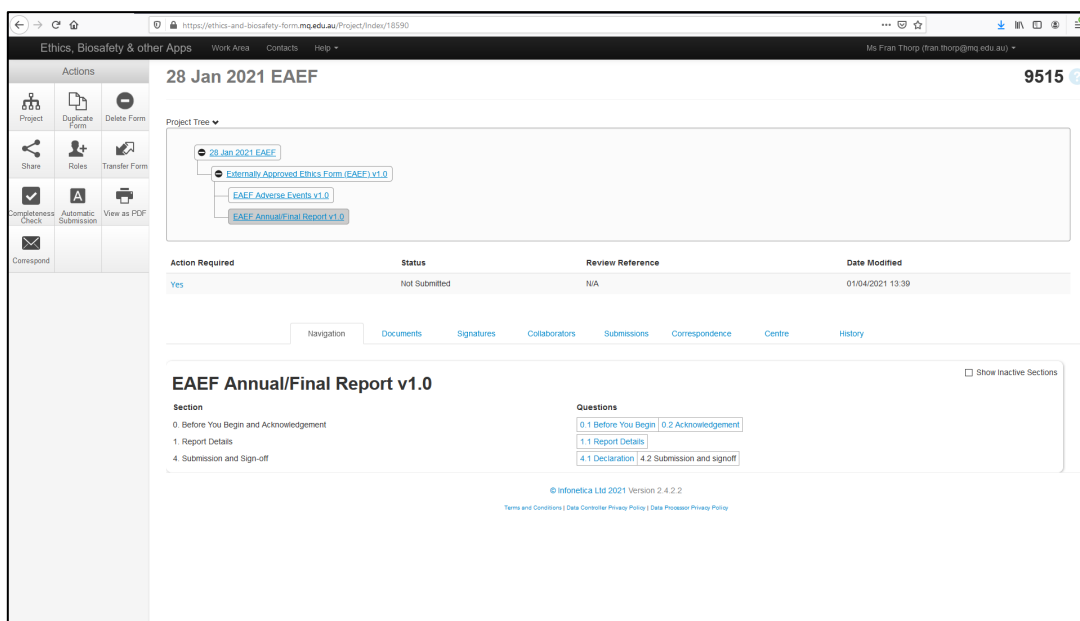 https://ethics-and-biosafety-form.mq.edu.au/Project/Index/18590
Ethics, Biosafety & other Apps Work Area Contacts Help Ms Fran Thorp (fran.thorp@mq.edu.au)
Actions
Project Duplicate Form Delete Form
Share Roles Transfer Form
Completeness Check A Automatic Submission View as PDF
Correspond
28 Jan 2021 EAEF 9515 ?
Project Tree
28 Jan 2021 EAEF
Externally Approved Ethics Form (EAEF) v1.0
EAEF Adverse Events v1.0
EAEF Annual/Final Report v1.0
Action Required Status Review Reference Date Modified
Yes Not Submitted N/A 01/04/2021 13:39
Navigation Documents Signatures Collaborators Submissions Correspondence Centre History
Show Inactive Sections
EAEF Annual/Final Report v1.0
Section Questions
0. Before You Begin and Acknowledgement 0.1 Before You Begin 0.2 Acknowledgement
1. Report Details 1.1 Report Details
4. Submission and Sign-off 4.1 Declaration 4.2 Submission and signoff
© Infonetica Ltd 2021 Version 2.4.2.2
Terms and Conditions | Data Controller Privacy Policy | Data Processor Privacy Policy